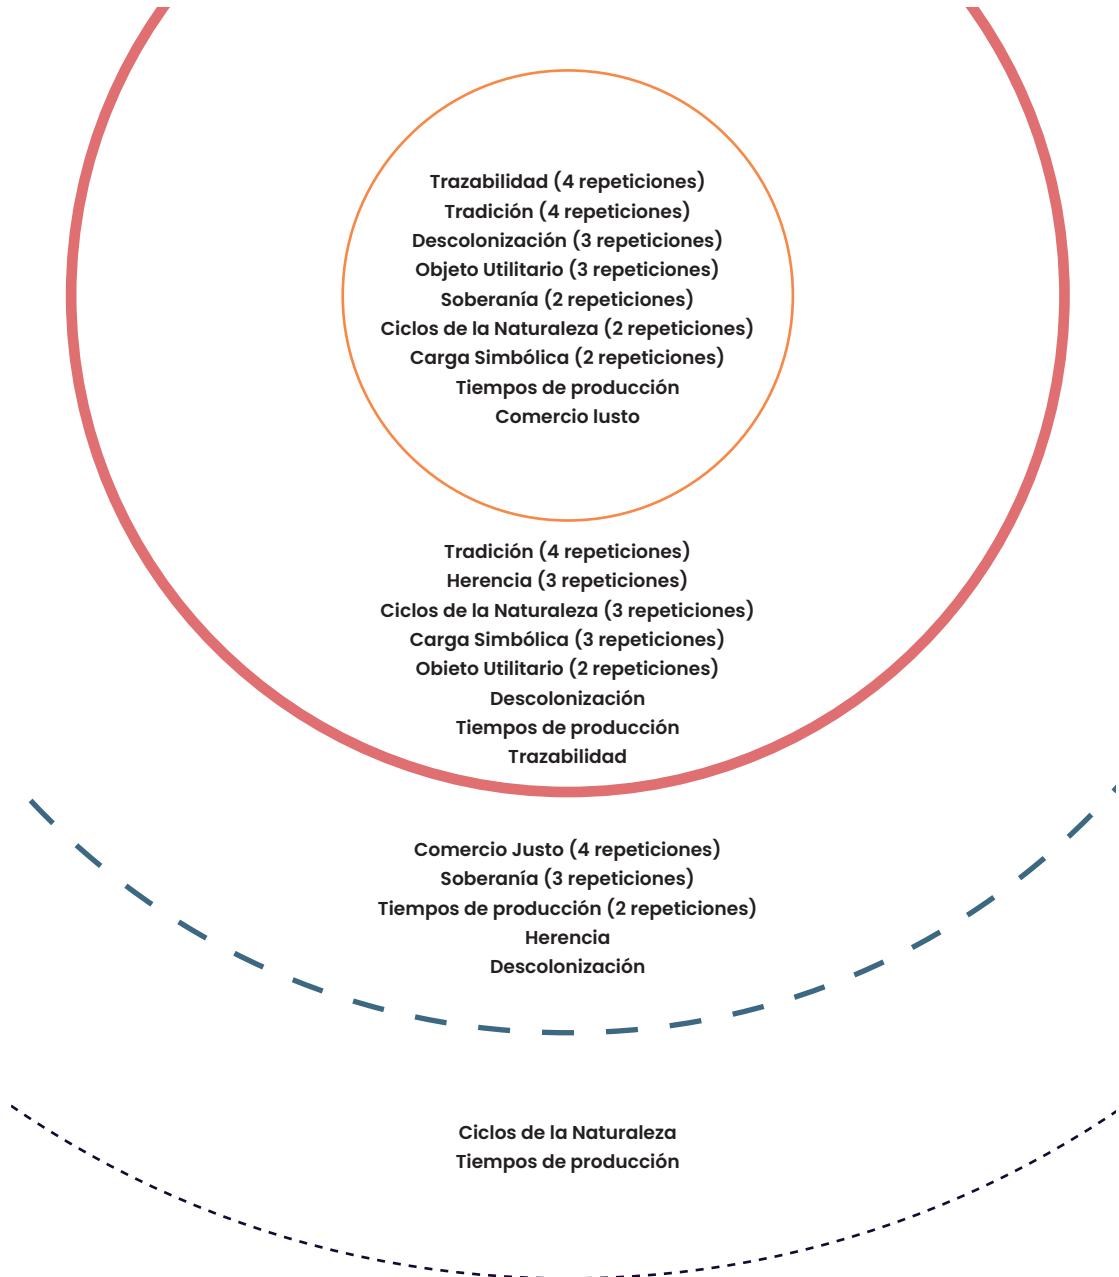 Trazabilidad (4 repeticiones)
Tradición (4 repeticiones)
Descolonización (3 repeticiones)
Objeto Utilitario (3 repeticiones)
Soberanía (2 repeticiones)
Ciclos de la Naturaleza (2 repeticiones)
Carga Simbólica (2 repeticiones)
Tiempos de producción
Comercio lusto
Tradición (4 repeticiones)
Herencia (3 repeticiones)
Ciclos de la Naturaleza (3 repeticiones)
Carga Simbólica (3 repeticiones)
Obieto Utilitario (2 repeticiones)
Descolonización
Tiempos de producción
Trazabilidad
Comercio Justo (4 repeticiones)
Soberanía (3 repeticiones)
Tiempos de producción (2 repeticiones)
Herencia
Descolonización
Ciclos de la Naturaleza
Tiempos de producción